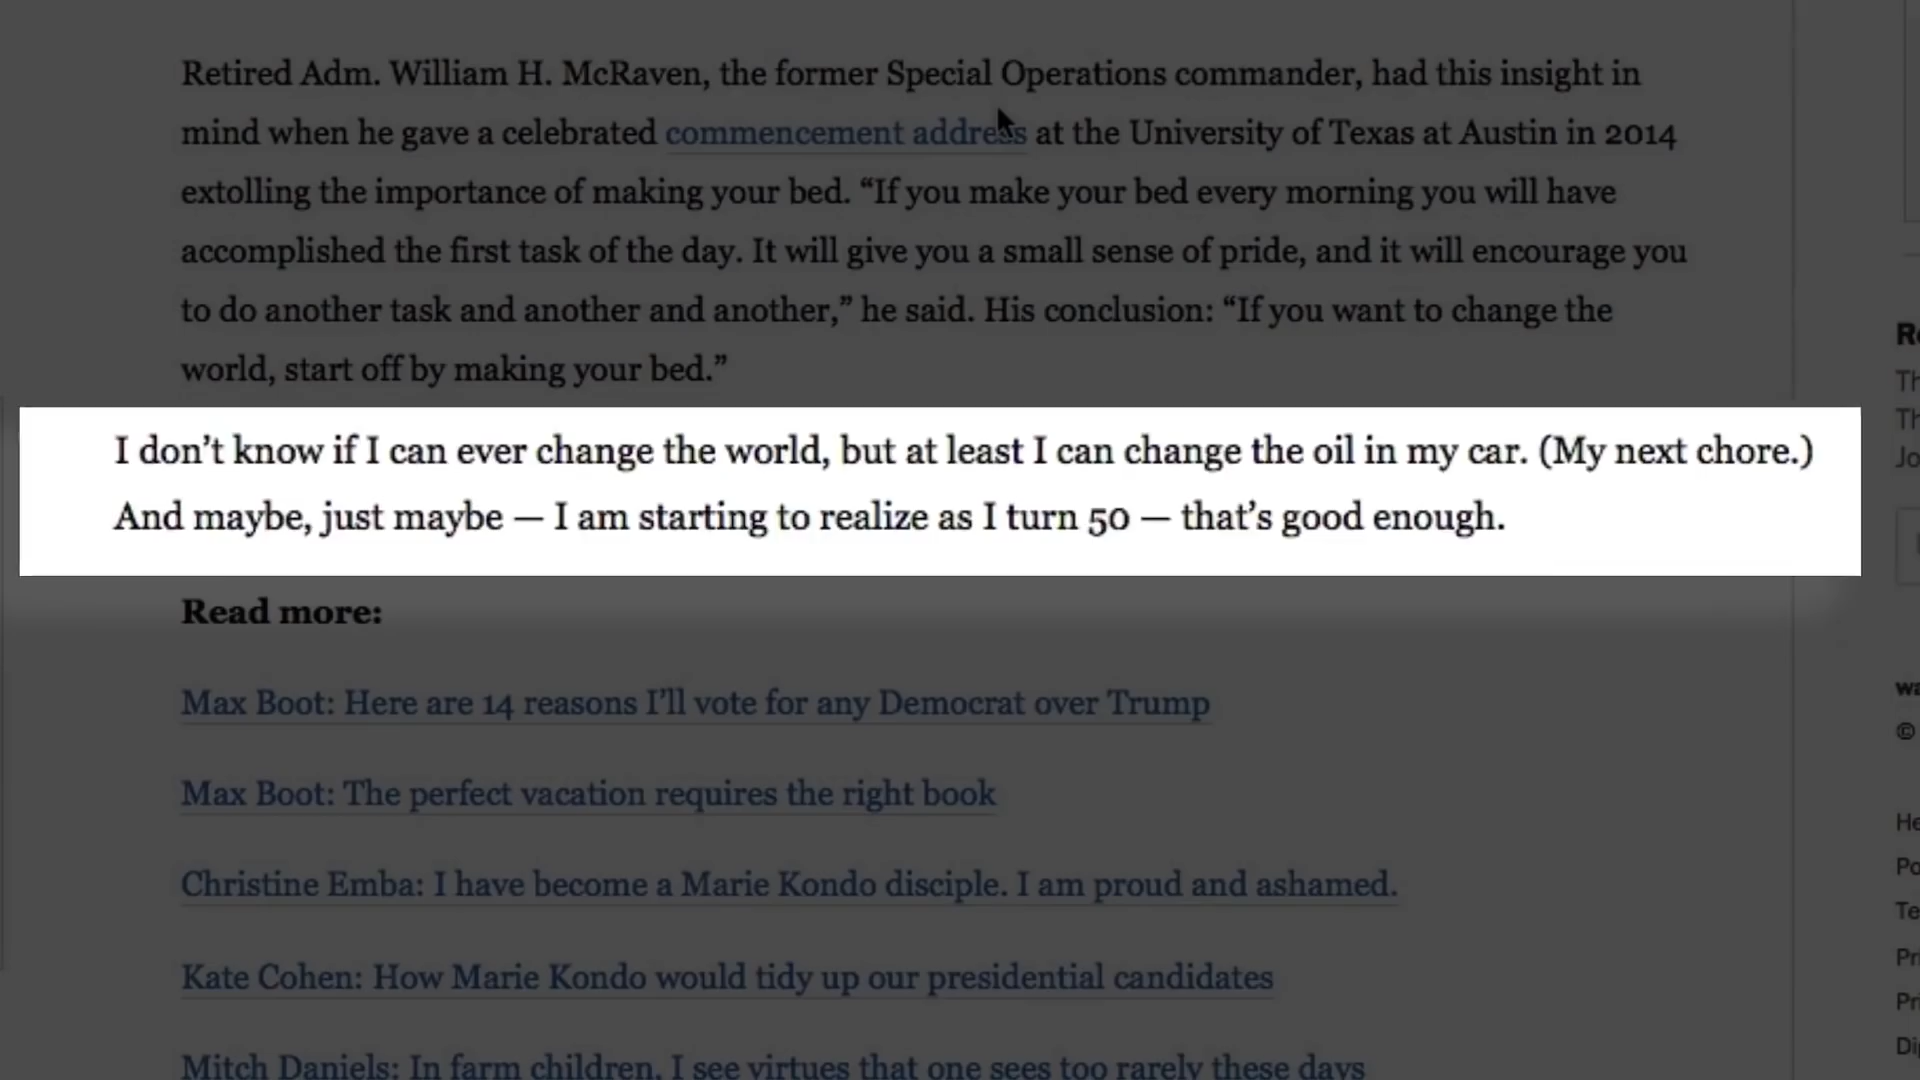 Retired Adm. William H. McRaven, the former Special Operations commander, had this insight in
mind when he gave a celebrated commencement address at the University of Texas at Austin in 2014
extolling the importance of making your bed. “If you make your bed every morning you will have
accomplished the first task of the day. It will give you a small sense of pride, and it will encourage you
to do another task and another and another,” he said. His conclusion: “If you want to change the
world, start off by making your bed.”
I don’t know if I can ever change the world, but at least I can change the oil in my car. (My next chore.)
And maybe, just maybe — I am starting to realize as I turn 50 — that’s good enough.
Read more:
Max Boot: Here are 14 reasons I’ll vote for any Democrat over Trump
Max Boot: The perfect vacation requires the right book
Christine Emba: I have become a Marie Kondo disciple. I am proud and ashamed.
Kate Cohen: How Marie Kondo would tidy up our presidential candidates
Mitch Daniels: In farm children, I see virtues that one sees too rarely these days
©